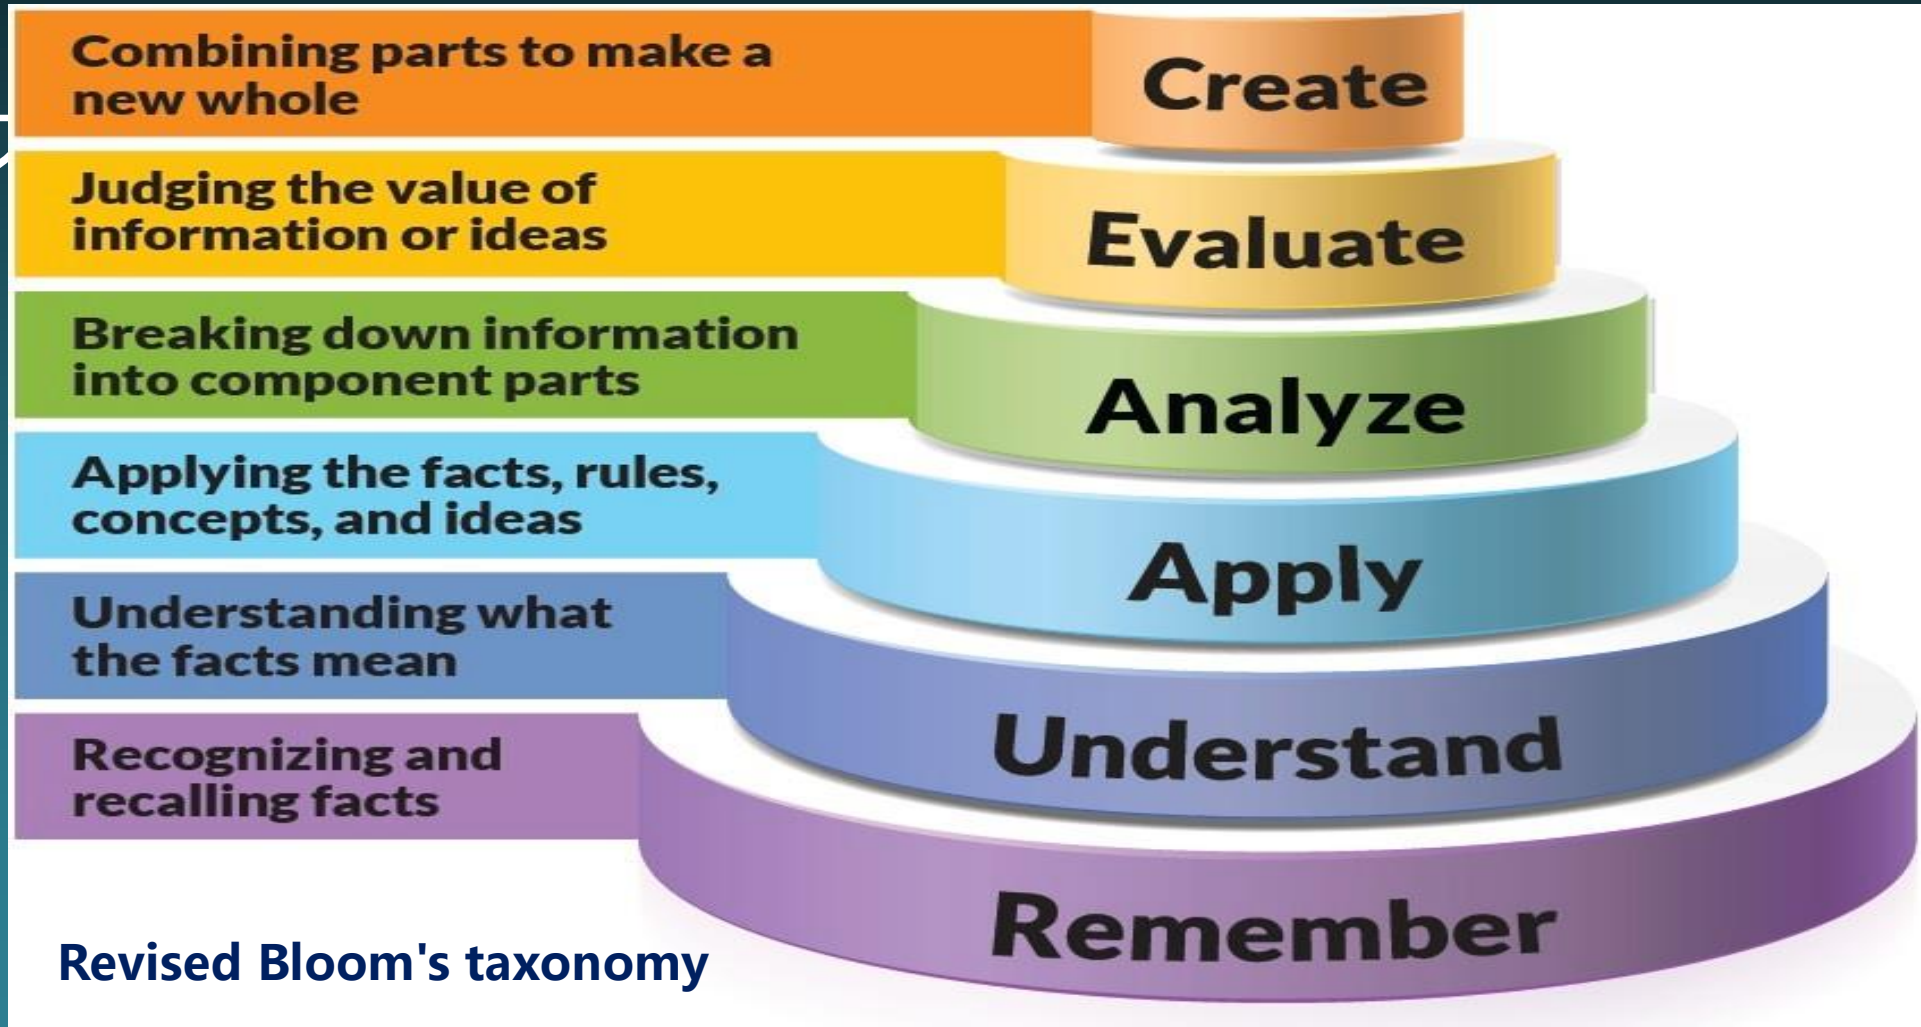 Combining parts to make a
new whole
Create
Judging the value of
information or ideas
Evaluate
Breaking down information
into component parts
Analyze
Applying the facts, rules,
concepts, and ideas
Apply
Understanding what
the facts mean
Understand
Recognizing and
recalling facts
Remember
Revised Bloom's taxonomy